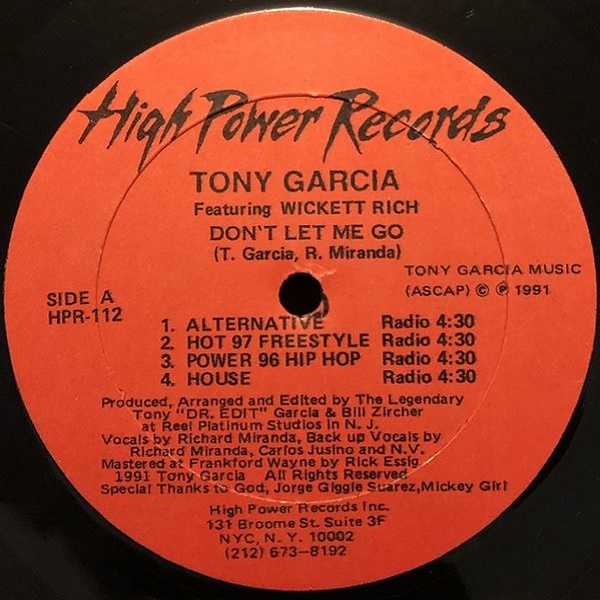 High Power Records
TONY GARCIA
Featuring WICKETT RICH
DON'T LET ME GO
(T. Garcia, R. Miranda)
TONY GARCIA MUSIC
(ASCAP) © ℗ 1991
SIDE A
HPR-112
1. ALTERNATIVE Radio 4:30
2. HOT 97 FREESTYLE Radio 4:30
3. POWER 96 HIP HOP Radio 4:30
4. HOUSE Radio 4:30
Produced, Arranged and Edited by The Legendary
Tony "DR. EDIT" Garcia & Bill Zircher
at Reel Platinum Studios in N. J.
Vocals by Richard Miranda, Back up Vocals by
Richard Miranda, Carlos Jusino and N.V.
Mastered at Frankford Wayne by Rick Essig
1991 Tony Garcia All Rights Reserved
Special Thanks to God, Jorge Giggie Suarez,Mickey Girl
High Power Records Inc.
131 Broome St. Suite 3F
NYC, N. Y. 10002
(212) 673-8192